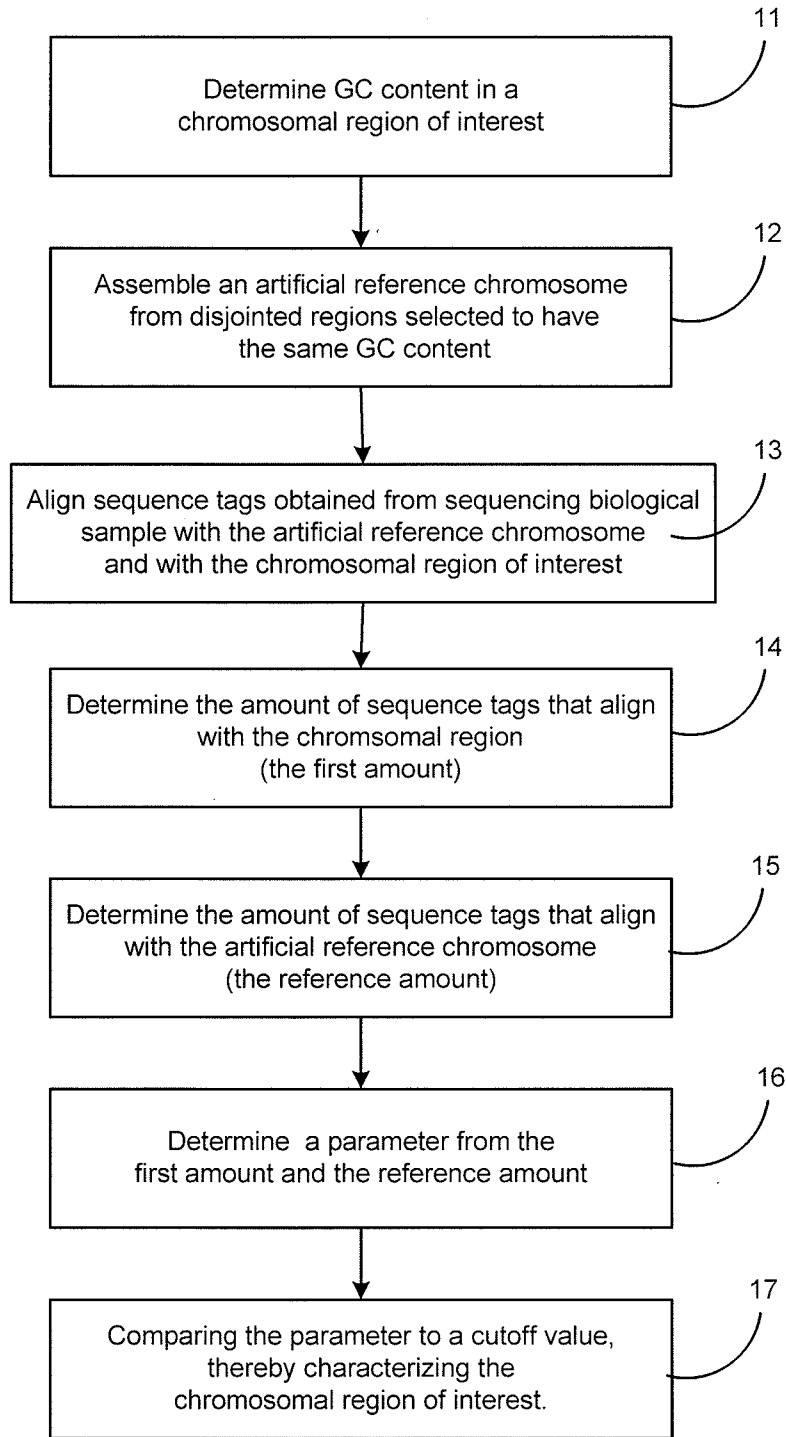 11
Determine GC content in a
chromosomal region of interest
12
Assemble an artificial reference chromosome
from disjointed regions selected to have
the same GC content
13
Align sequence tags obtained from sequencing biological
sample with the artificial reference chromosome
and with the chromosomal region of interest
14
Determine the amount of sequence tags that align
with the chromsomal region
(the first amount)
15
Determine the amount of sequence tags that align
with the artificial reference chromosome
(the reference amount)
16
Determine a parameter from the
first amount and the reference amount
17
Comparing the parameter to a cutoff value,
thereby characterizing the
chromosomal region of interest.